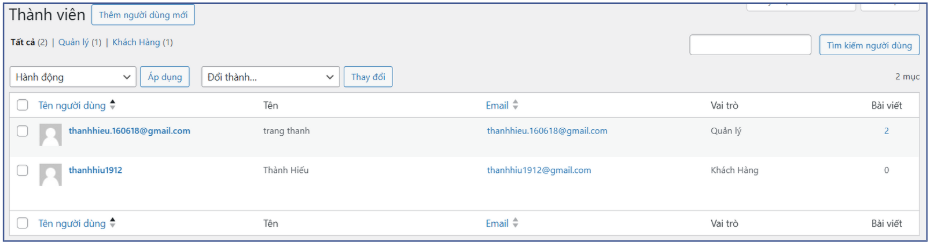 Thành viên Thêm người dùng mới
Tất cả (2) | Quản lý (1) | Khách Hàng (1)
Tìm kiếm người dùng
Hành động Áp dụng Đổi thành... Thay đổi 2 mục
Tên người dùng Tên Email Vai trò Bài viết
thanhhieu.160618@gmail.com trang thanh thanhhieu.160618@gmail.com Quản lý 2
thanhhiu1912 Thành Hiếu thanhhiu1912@gmail.com Khách Hàng 0
Tên người dùng Tên Email Vai trò Bài viết